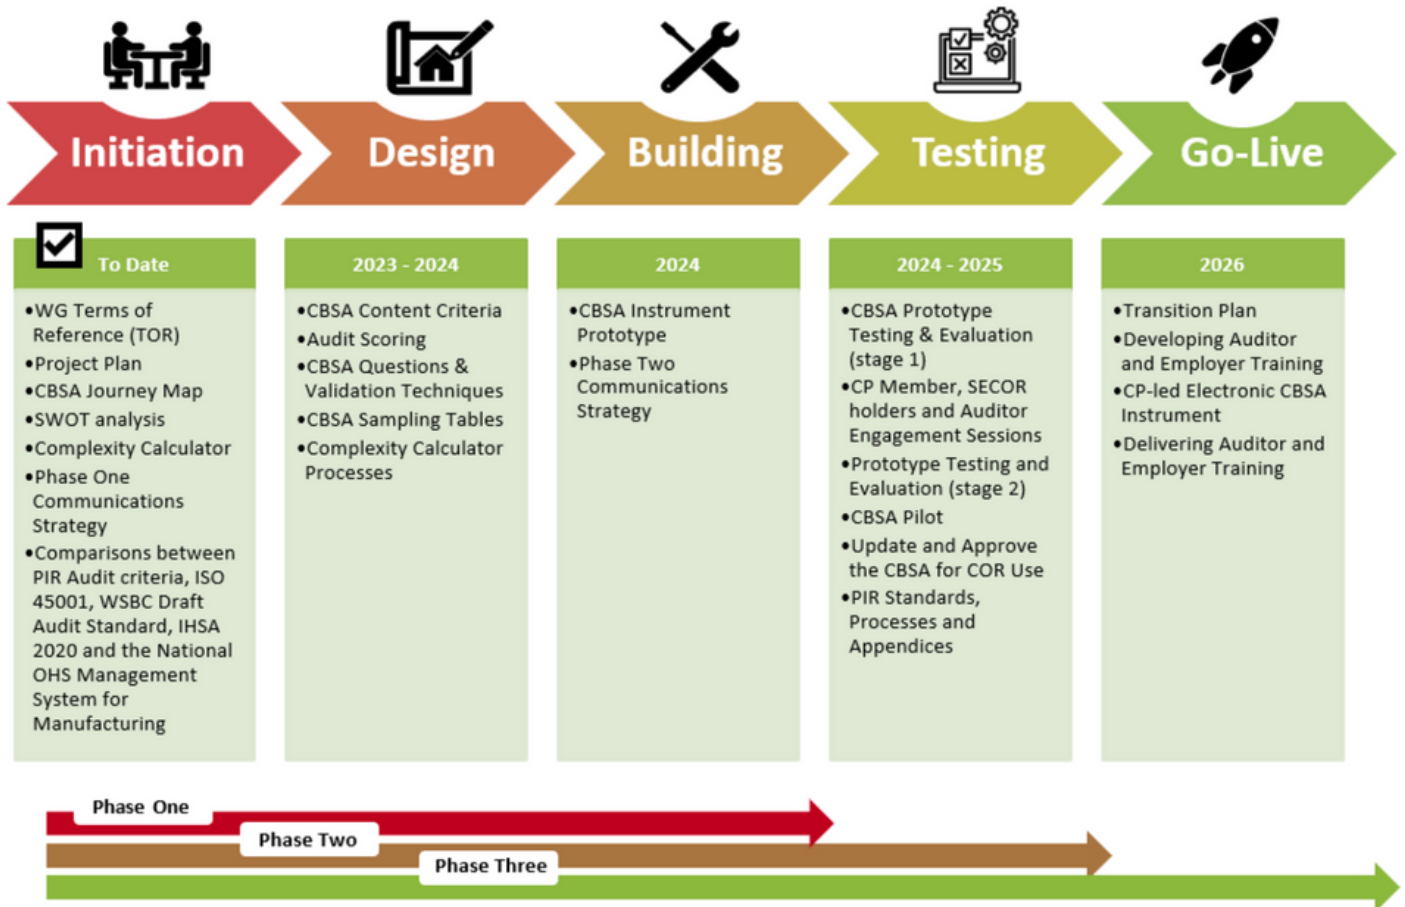 Initiation
Design
Building
Testing
Go-Live
To Date
•WG Terms of
Reference (TOR)
•Project Plan
•CBSA Journey Map
•SWOT analysis
•Complexity Calculator
•Phase One
Communications
Strategy
•Comparisons between
PIR Audit criteria, ISO
45001, WSBC Draft
Audit Standard, IHSA
2020 and the National
OHS Management
System for
Manufacturing
2023 - 2024
•CBSA Content Criteria
•Audit Scoring
•CBSA Questions &
Validation Techniques
•CBSA Sampling Tables
•Complexity Calculator
Processes
2024
•CBSA Instrument
Prototype
•Phase Two
Communications
Strategy
2024 - 2025
•CBSA Prototype
Testing & Evaluation
(stage 1)
•CP Member, SECOR
holders and Auditor
Engagement Sessions
•Prototype Testing and
Evaluation (stage 2)
•CBSA Pilot
•Update and Approve
the CBSA for COR Use
•PIR Standards,
Processes and
Appendices
2026
•Transition Plan
•Developing Auditor
and Employer Training
•CP-led Electronic CBSA
Instrument
•Delivering Auditor and
Employer Training
Phase One
Phase Two
Phase Three